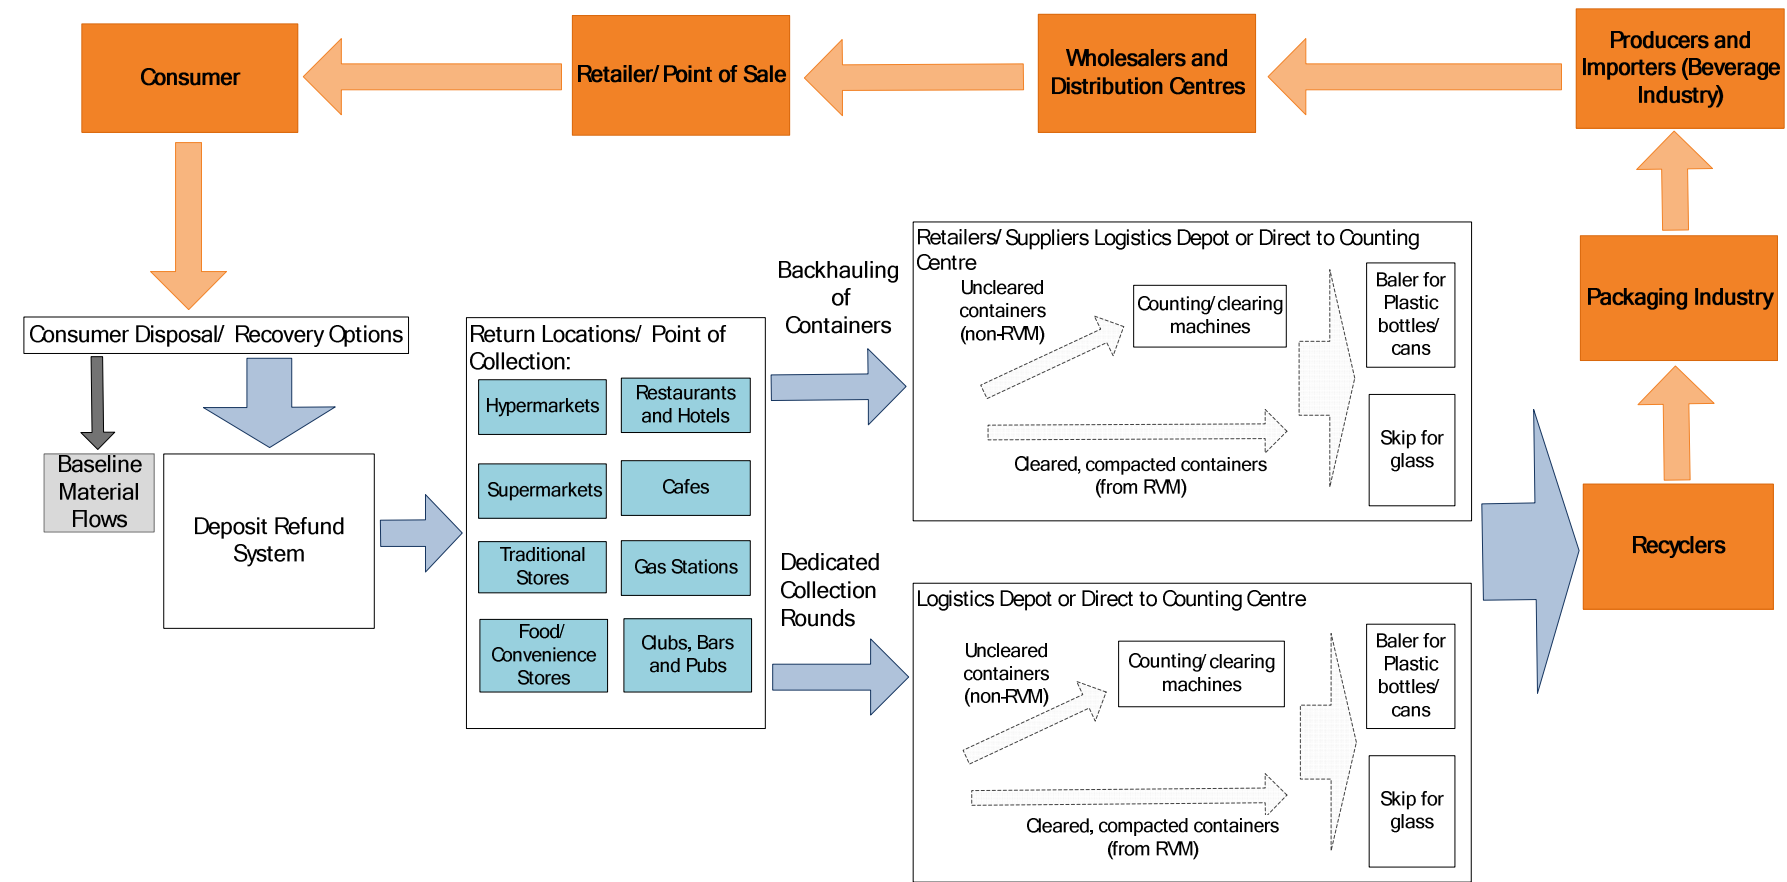 Consumer
Retailer/ Point of Sale
Wholesalers and
Distribution Centres
Producers and
Importers (Beverage
Industry)
Consumer Disposal/ Recovery Options
Baseline
Material
Flows
Deposit Refund
System
Return Locations/ Point of
Collection:
Hypermarkets
Restaurants
and Hotels
Supermarkets
Cafes
Traditional
Stores
Gas Stations
Food/
Convenience
Stores
Clubs, Bars
and Pubs
Backhauling
of
Containers
Dedicated
Collection
Rounds
Retailers/ Suppliers Logistics Depot or Direct to Counting
Centre
Uncleared
containers
(non-RVM)
Counting/ clearing
machines
Cleared, compacted containers
(from RVM)
Baler for
Plastic
bottles/
cans
Skip for
glass
Logistics Depot or Direct to Counting Centre
Uncleared
containers
(non-RVM)
Counting/ clearing
machines
Cleared, compacted containers
(from RVM)
Baler for
Plastic
bottles/
cans
Skip for
glass
Packaging Industry
Recyclers